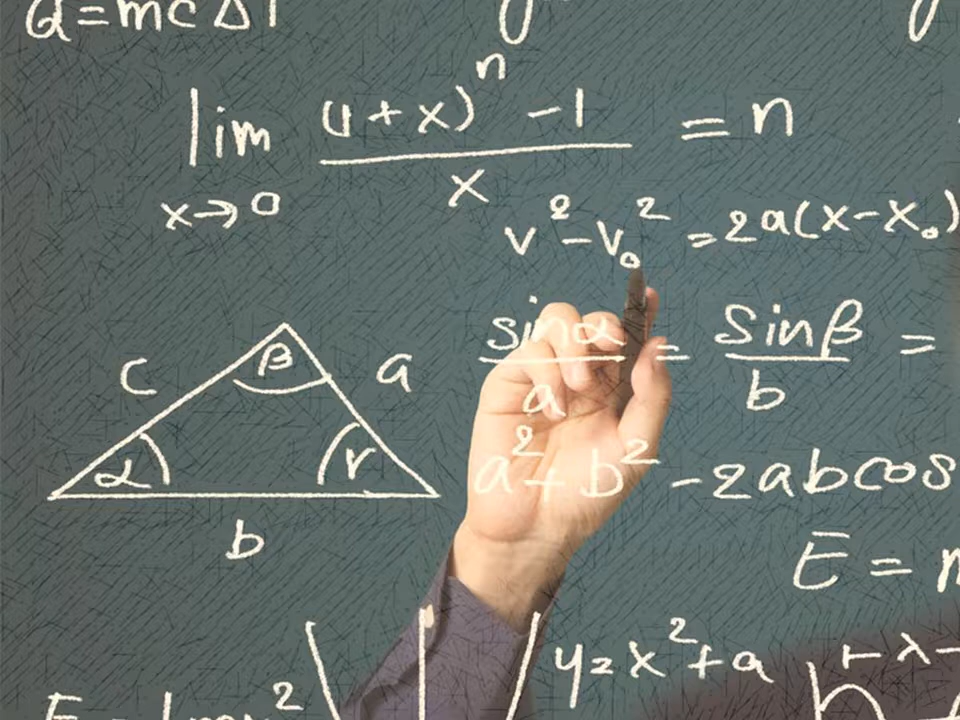 Q=mcΔT
lim (1+x)ⁿ -1 = n
x→0 x
v²-v₀² =2a(x-x₀)
sinα = sinβ =
a b
c β a
α r
b
a²+b² -2abcos
E = m
y=x²+a